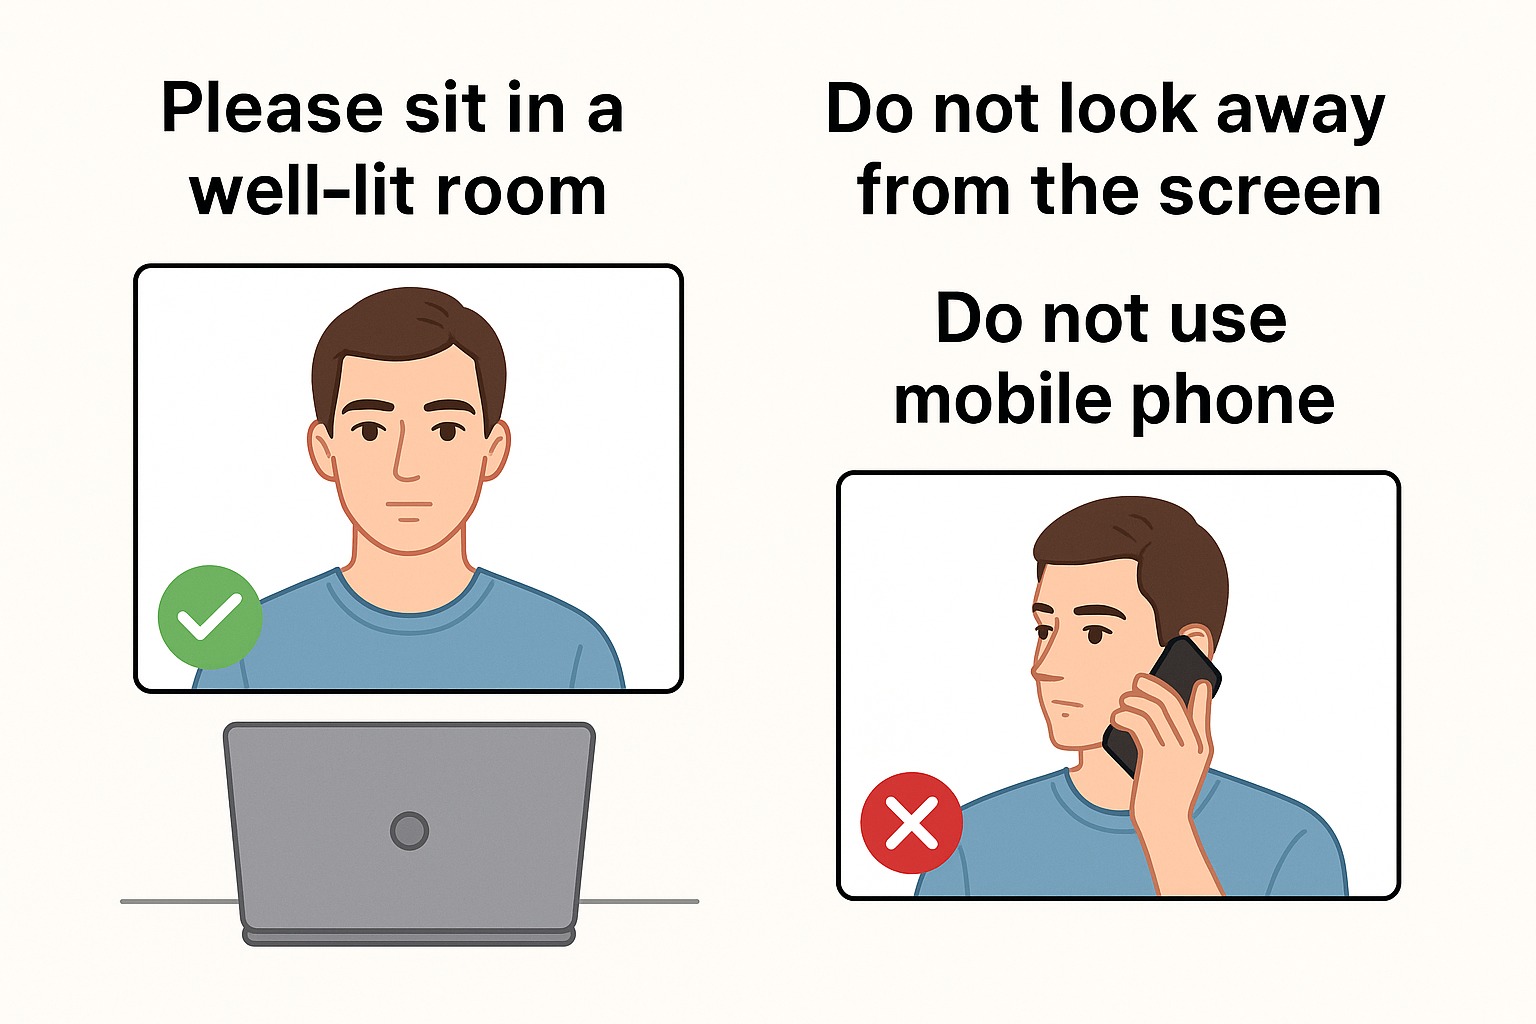 Please sit in a
well-lit room
Do not look away
from the screen
Do not use
mobile phone